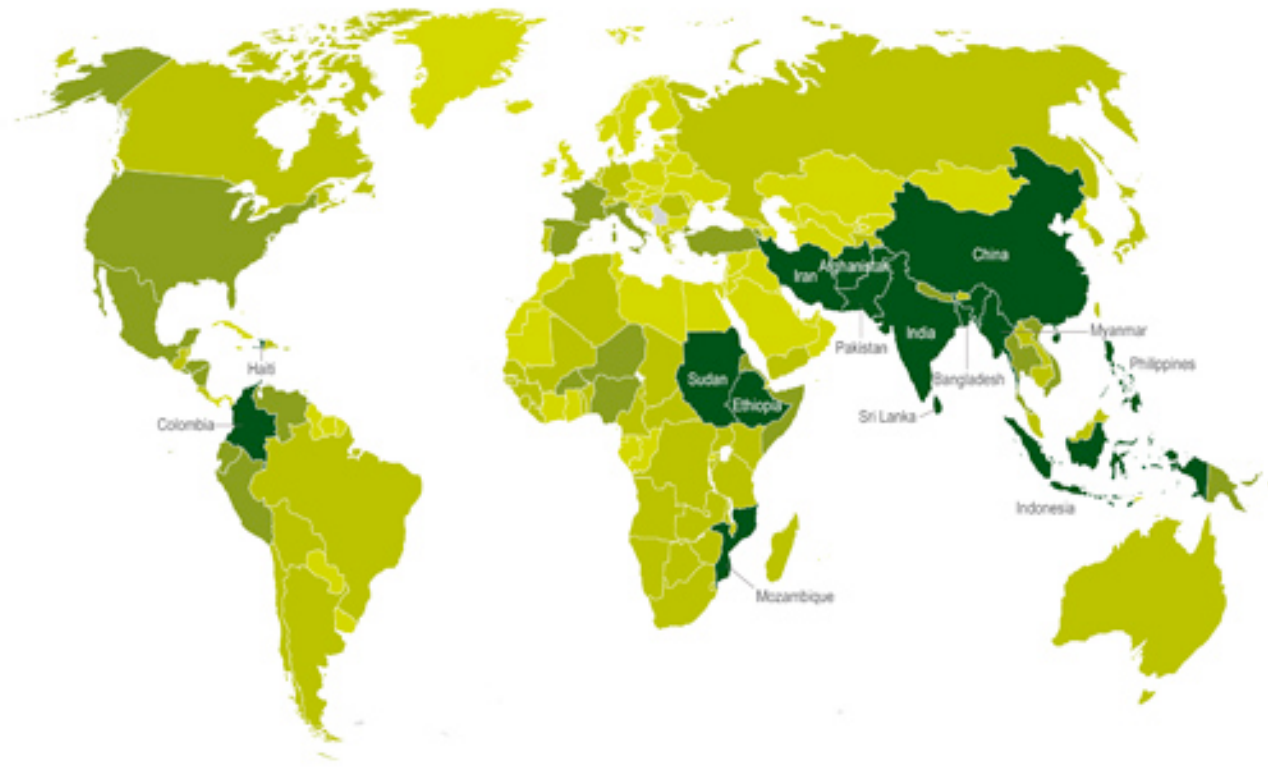 China
Afghanistan
Iran
India
Myanmar
Pakistan
Philippines
Haiti
Bangladesh
Sudan
Ethiopia
Sri Lanka
Colombia
Indonesia
Mozambique